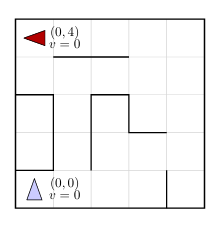 (0, 4)
v = 0
(0, 0)
v = 0